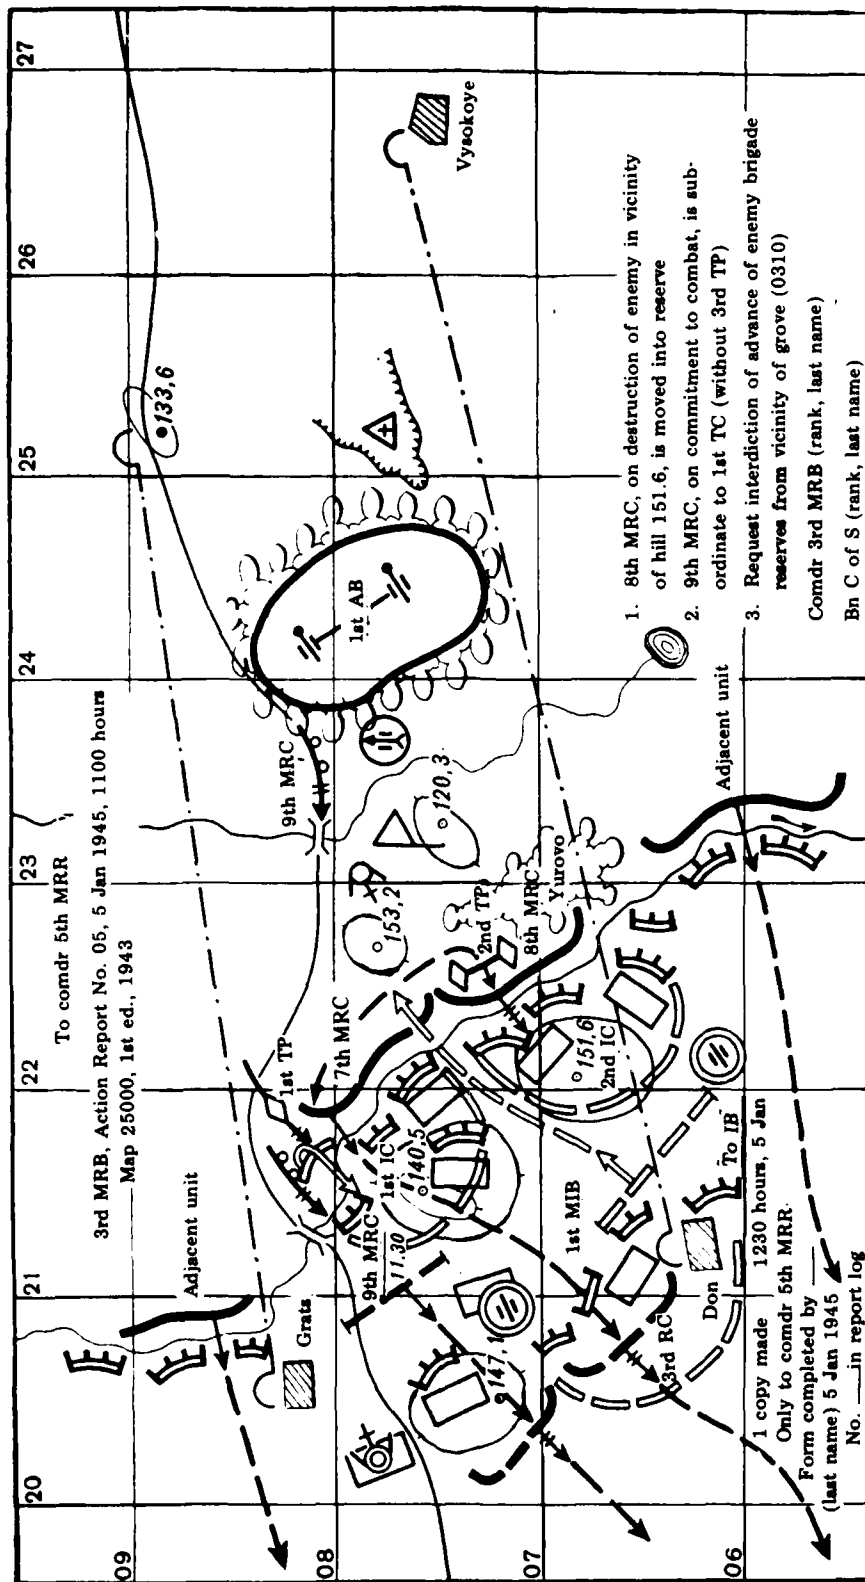 20 21 22 23 24 25 26 27
09
08
07
06
To comdr 5th MRR
3rd MRB, Action Report No. 05, 5 Jan 1945, 1100 hours
Map 25000, 1st ed., 1943
Adjacent unit
Grats
1st TP
7th MRC
9th MRC
11.30
1st IC
140,5
147,1
9th MRC
153,2
120,3
1st AB
133,6
Vysokoye
2nd TP
8th MRC
Yurovo
151,6
2nd IC
1st MIB
3rd RC
Don
To IB
Adjacent unit
1. 8th MRC, on destruction of enemy in vicinity
of hill 151.6, is moved into reserve
2. 9th MRC, on commitment to combat, is sub-
ordinate to 1st TC (without 3rd TP)
3. Request interdiction of advance of enemy brigade
reserves from vicinity of grove (0310)
Comdr 3rd MRB (rank, last name)
Bn C of S (rank, last name)
1 copy made 1230 hours, 5 Jan
Only to comdr 5th MRR
Form completed by ____
(last name) 5 Jan 1945
No. ____ in report log